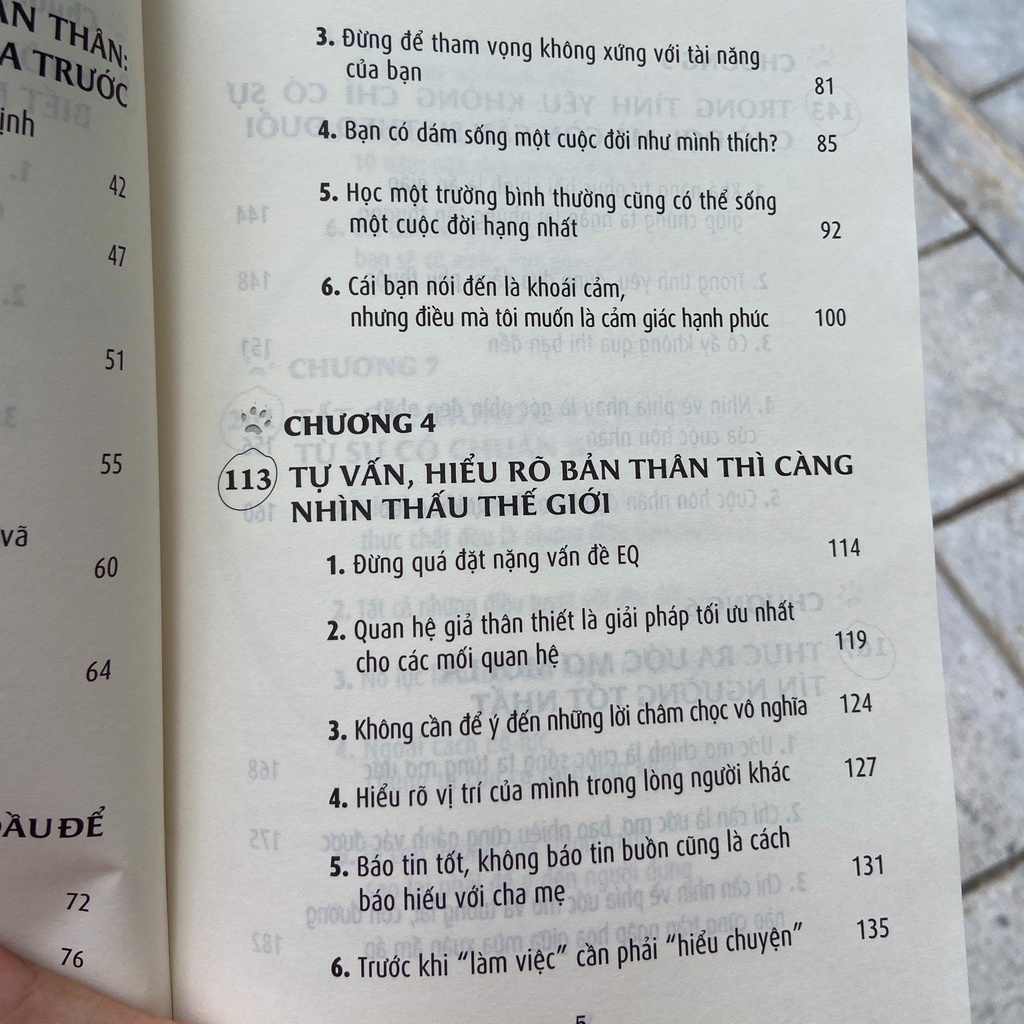 ẢN THÂN:
A TRƯỚC
ịnh
42
47
51
55
vã
60
64
ĐẦU ĐỂ
72
76
3. Đừng để tham vọng không xứng với tài năng
của bạn 81
4. Bạn có dám sống một cuộc đời như mình thích? 85
5. Học một trường bình thường cũng có thể sống
một cuộc đời hạng nhất 92
6. Cái bạn nói đến là khoái cảm,
nhưng điều mà tôi muốn là cảm giác hạnh phúc 100
CHƯƠNG 4
113 TỰ VẤN, HIỂU RÕ BẢN THÂN THÌ CÀNG
NHÌN THẤU THẾ GIỚI
1. Đừng quá đặt nặng vấn đề EQ 114
2. Quan hệ giả thân thiết là giải pháp tối ưu nhất
cho các mối quan hệ 119
3. Không cần để ý đến những lời châm chọc vô nghĩa 124
4. Hiểu rõ vị trí của mình trong lòng người khác 127
5. Báo tin tốt, không báo tin buồn cũng là cách
báo hiếu với cha mẹ 131
6. Trước khi “làm việc” cần phải “hiểu chuyện” 135
5